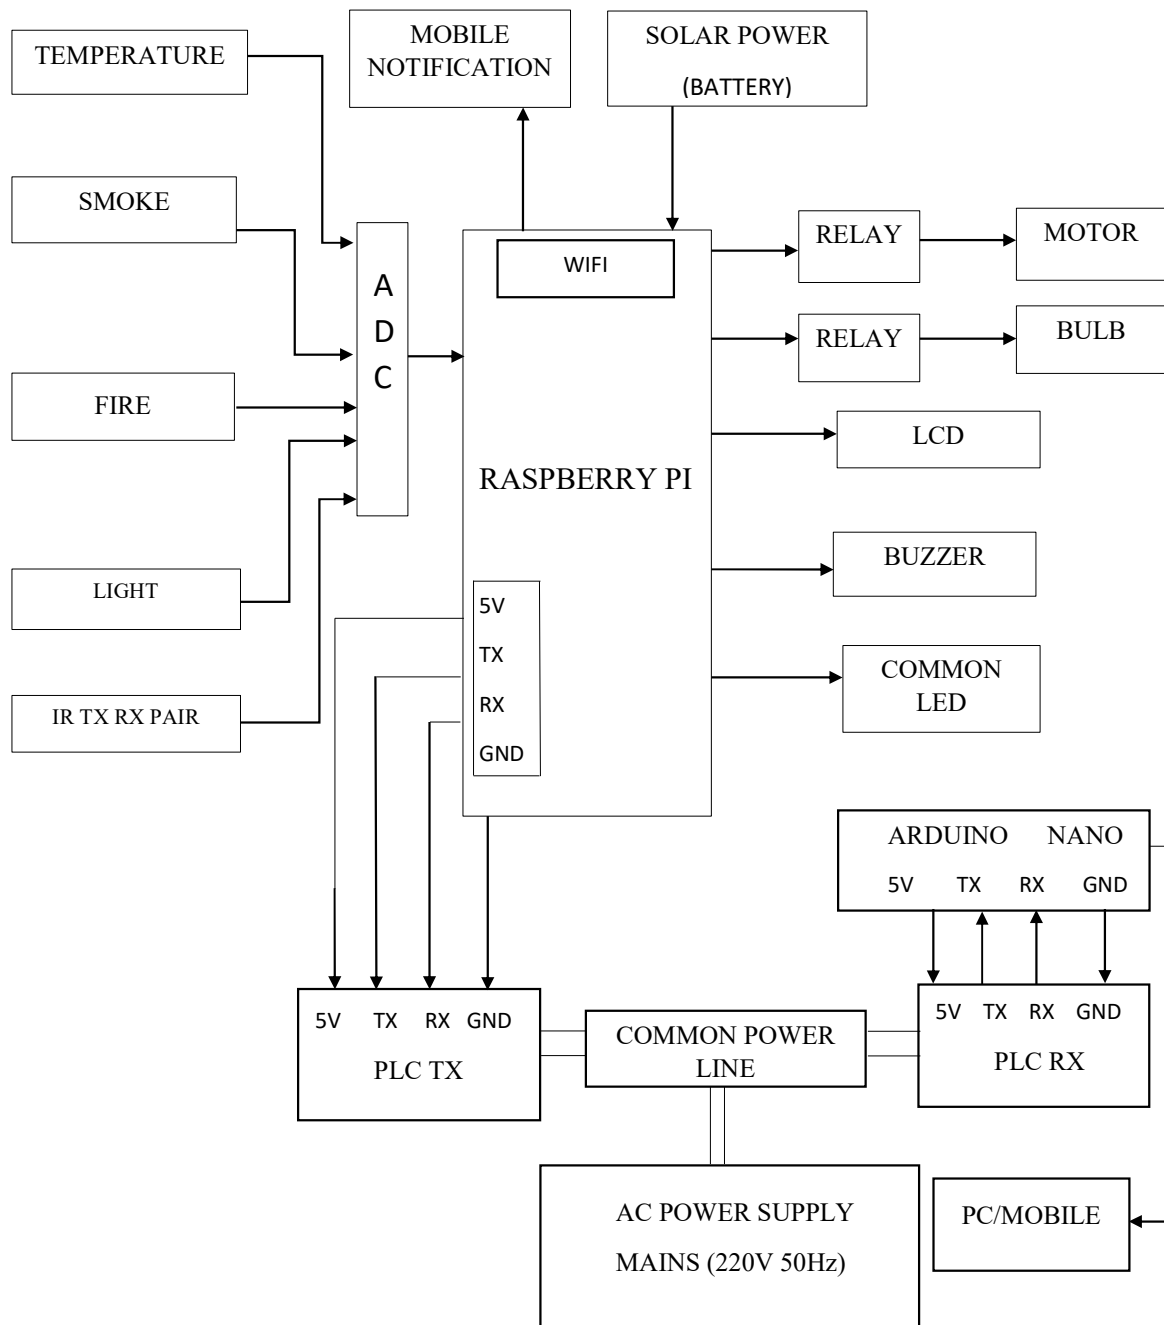 TEMPERATURE
MOBILE
NOTIFICATION
SOLAR POWER
(BATTERY)
SMOKE
A
D
C
WIFI
RELAY
MOTOR
RELAY
BULB
FIRE
LCD
RASPBERRY PI
LIGHT
BUZZER
5V
TX
RX
GND
COMMON
LED
IR TX RX PAIR
ARDUINO NANO
5V TX RX GND
5V TX RX GND
PLC TX
COMMON POWER
LINE
5V TX RX GND
PLC RX
AC POWER SUPPLY
MAINS (220V 50Hz)
PC/MOBILE